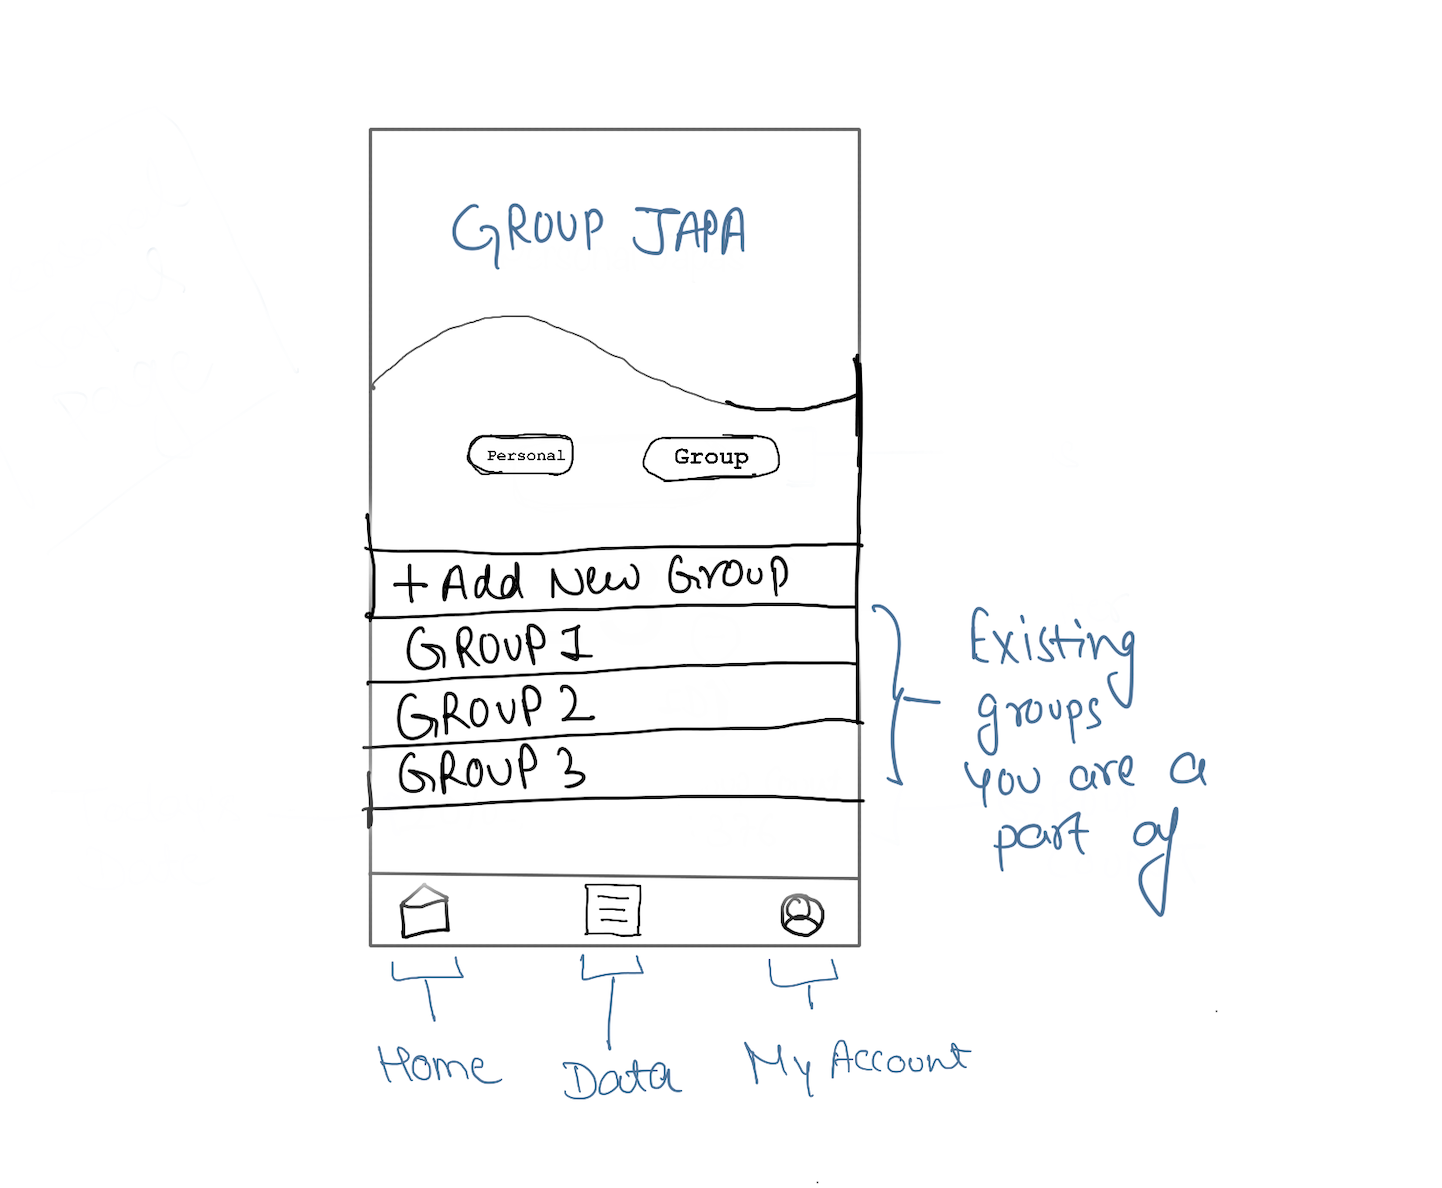 GROUP JAPA
Personal
Group
+ Add New Group
GROUP 1
GROUP 2
GROUP 3
Existing
groups
you are a
part of
Home
Data
My Account